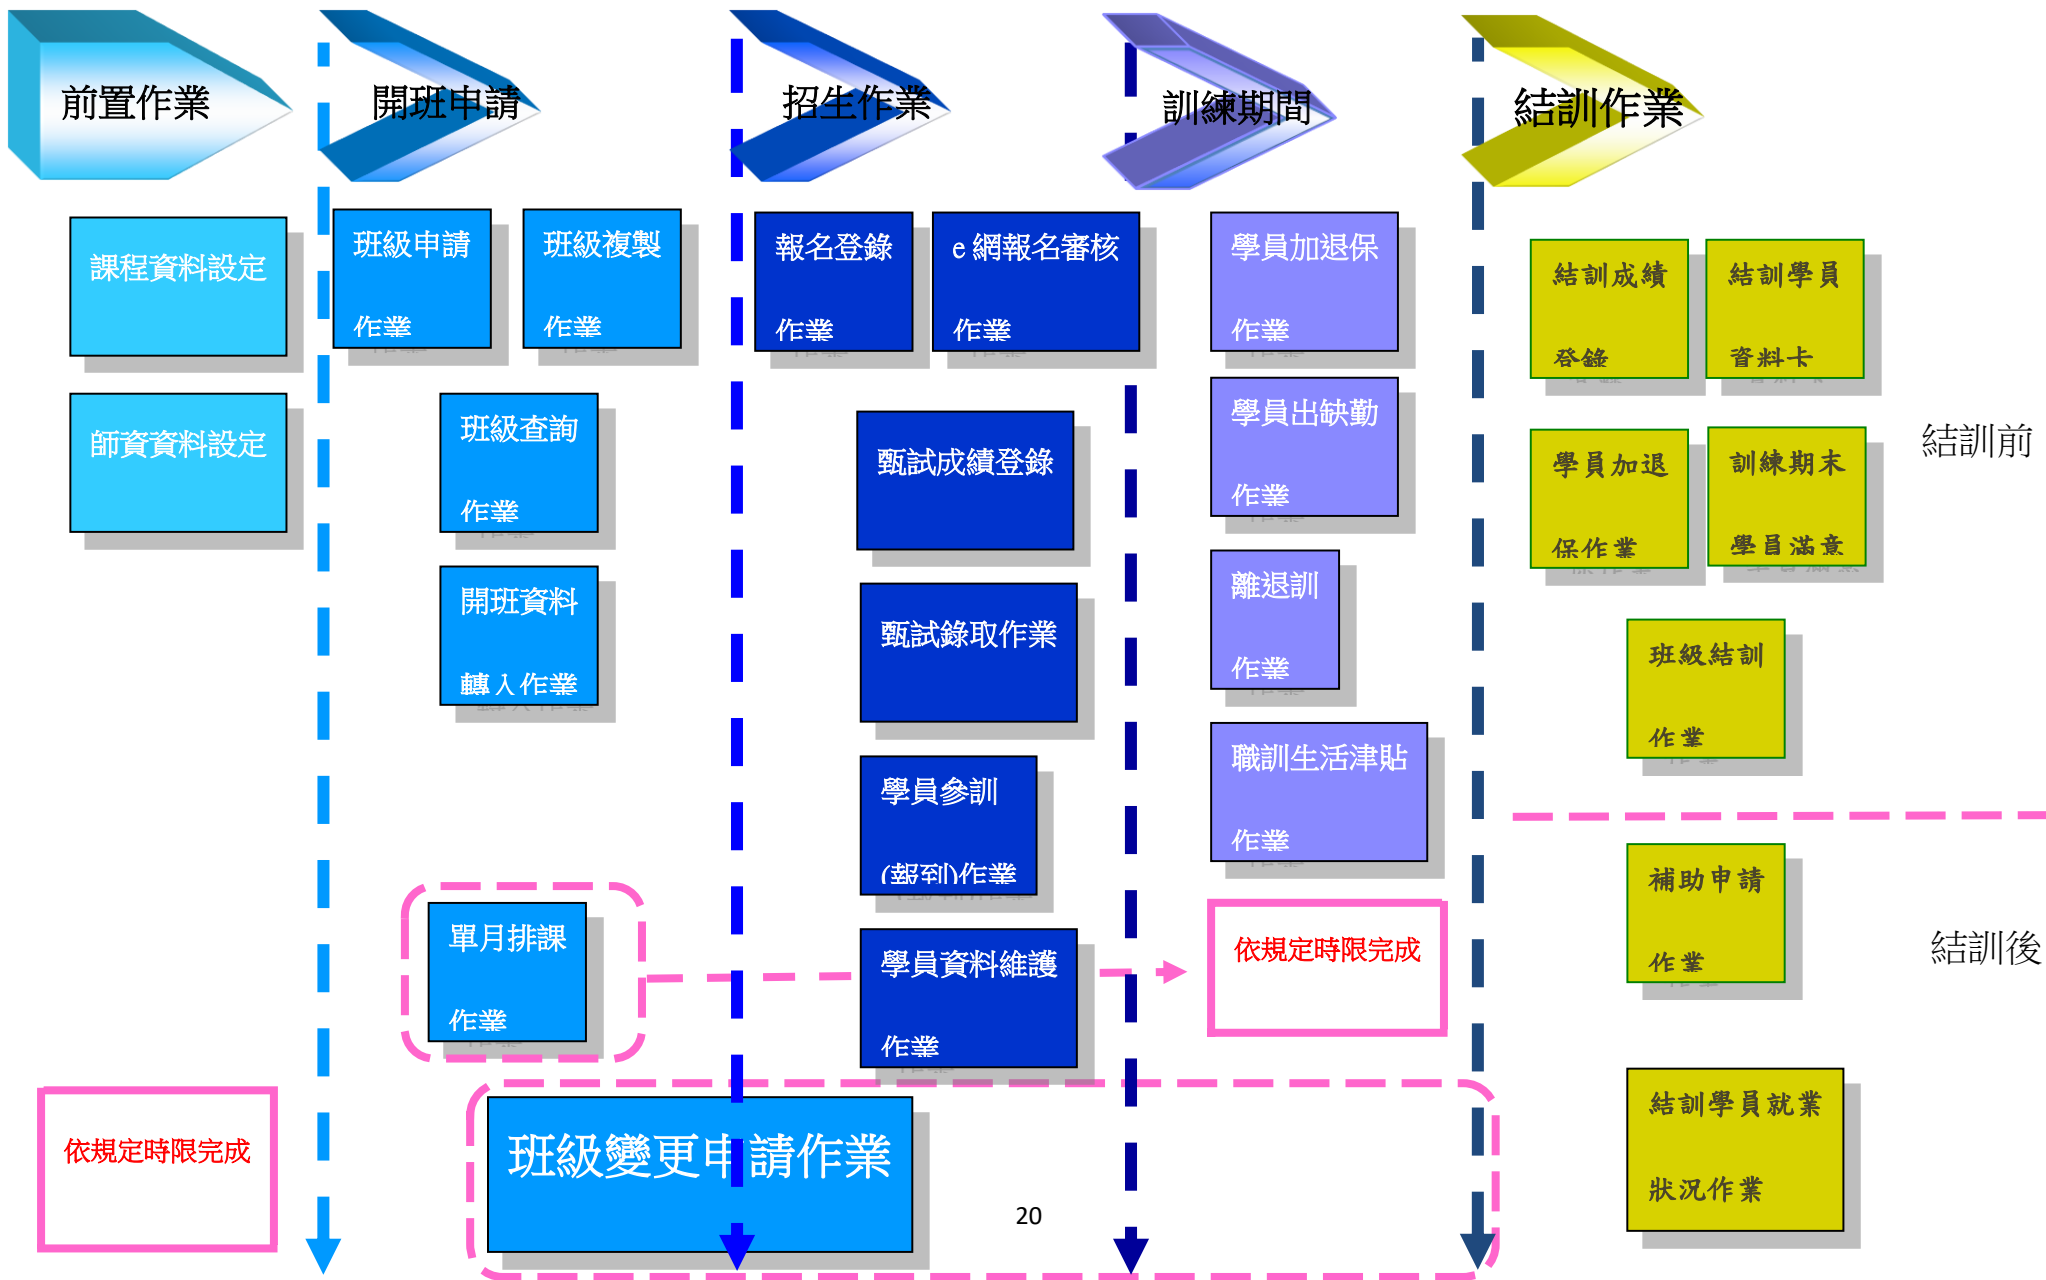 前置作業
開班申請
招生作業
訓練期間
結訓作業
課程資料設定
師資資料設定
依規定時限完成
班級申請
作業
班級複製
作業
班級查詢
作業
開班資料
轉入作業
單月排課
作業
班級變更申請作業
報名登錄
作業
e 網報名審核
作業
甄試成績登錄
甄試錄取作業
學員參訓
(報到)作業
學員資料維護
作業
學員加退保
作業
學員出缺勤
作業
離退訓
作業
職訓生活津貼
作業
依規定時限完成
結訓成績
登錄
結訓學員
資料卡
學員加退
保作業
訓練期末
學員滿意
結訓前
班級結訓
作業
補助申請
作業
結訓後
結訓學員就業
狀況作業
20